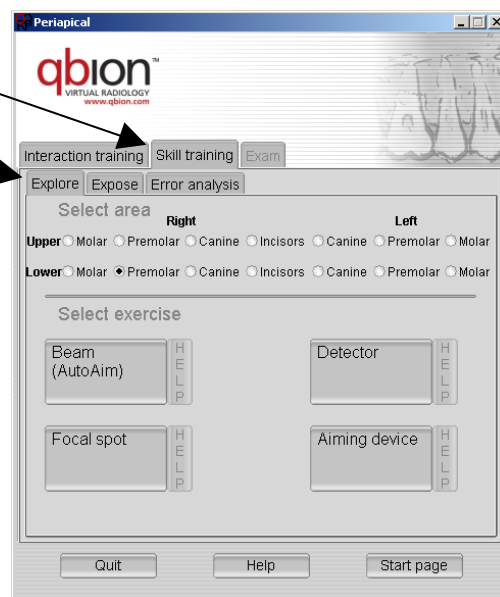 Periapical
qbion™
VIRTUAL RADIOLOGY
www.qbion.com
Interaction training Skill training Exam
Explore Expose Error analysis
Select area
Right Left
Upper Molar Premolar Canine Incisors Canine Premolar Molar
Lower Molar Premolar Canine Incisors Canine Premolar Molar
Select exercise
Beam
(AutoAim)
HELP
Detector
HELP
Focal spot
HELP
Aiming device
HELP
Quit Help Start page